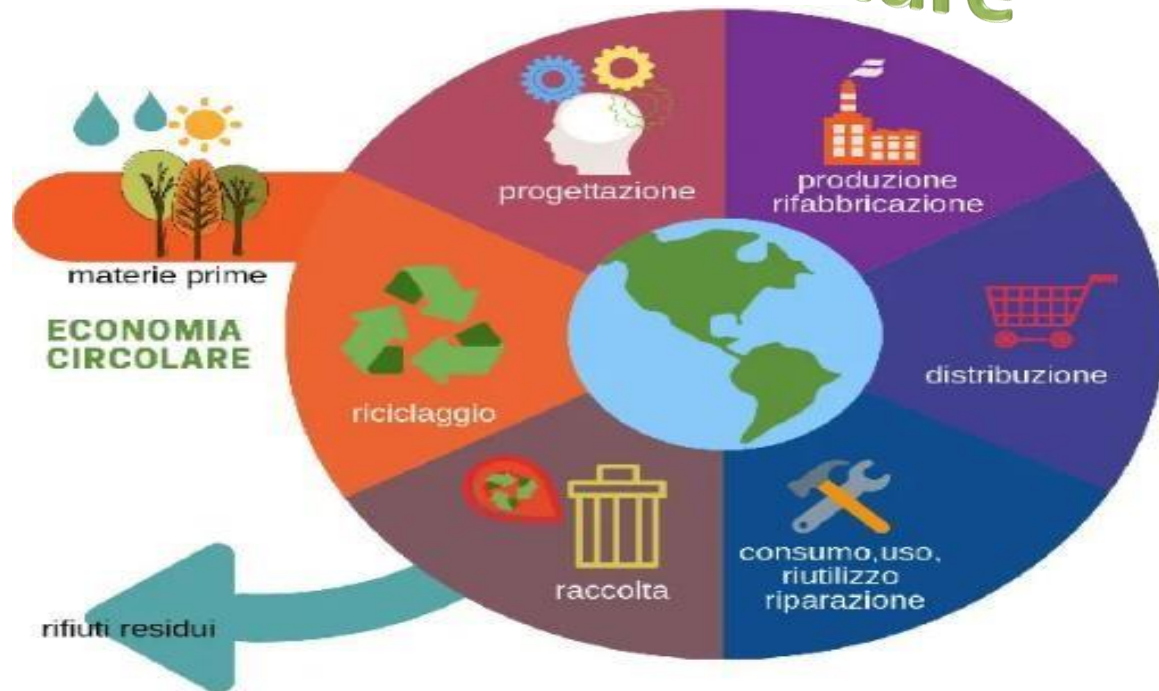 progettazione
produzione
rifabbricazione
materie prime
ECONOMIA
CIRCOLARE
distribuzione
riciclaggio
consumo,uso,
riutilizzo
riparazione
raccolta
rifiuti residui